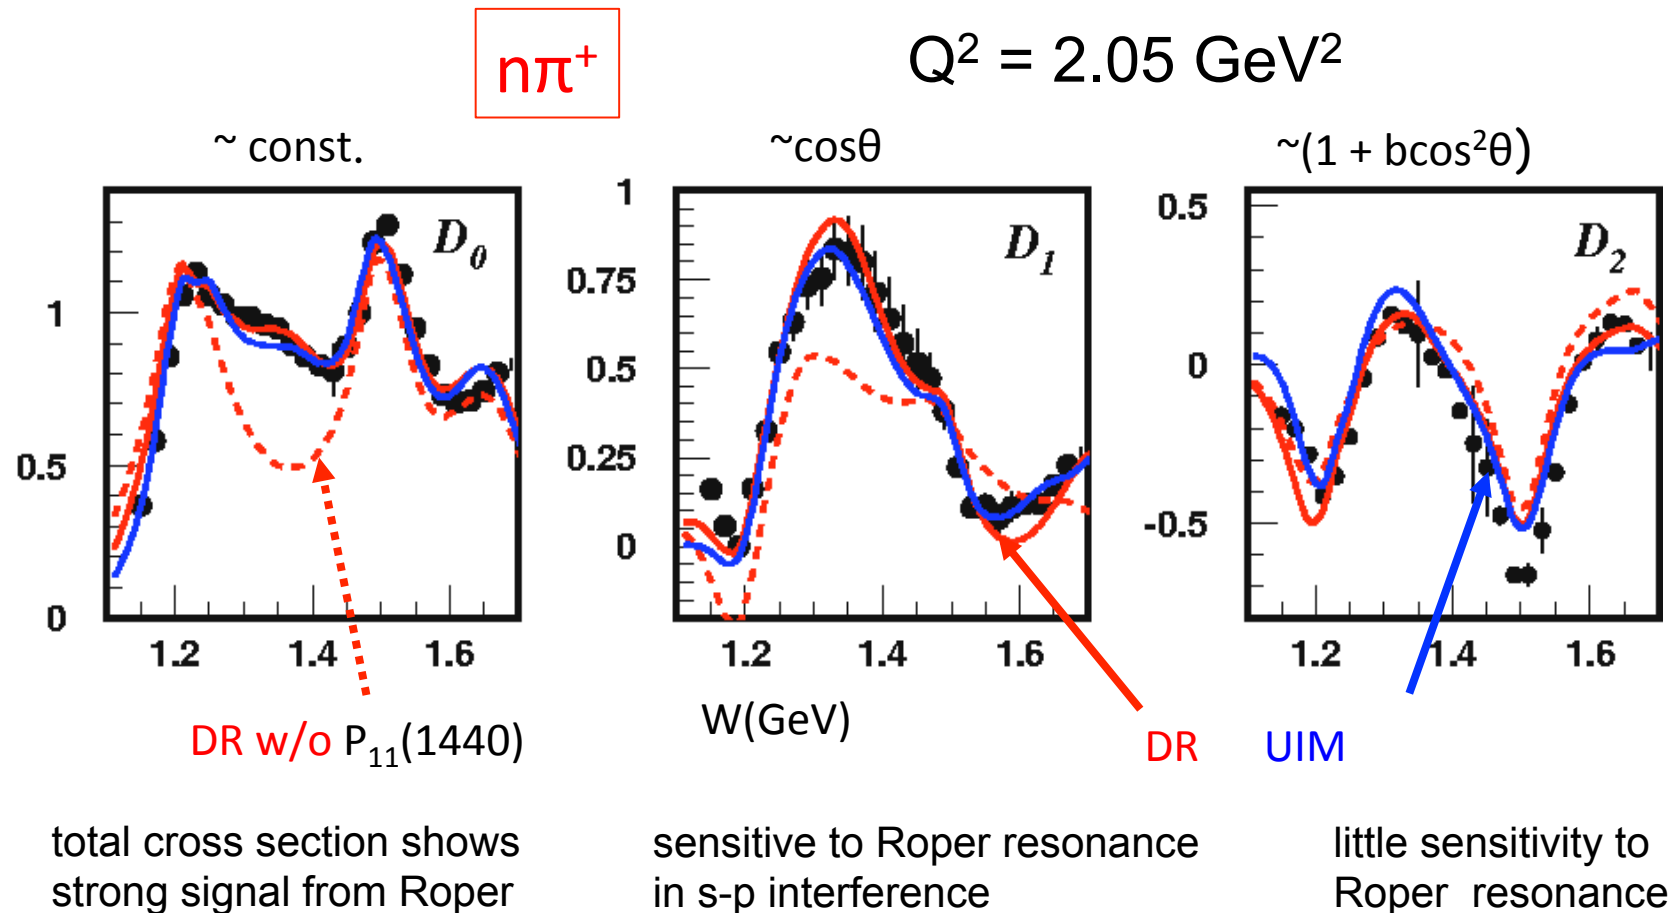 nπ⁺
Q² = 2.05 GeV²
~ const.
~cosθ
~(1 + bcos²θ)
D₀
1
0.5
0
1.2 1.4 1.6
D₁
1
0.75
0.5
0.25
0
1.2 1.4 1.6
D₂
0.5
0
-0.5
1.2 1.4 1.6
DR w/o P₁₁(1440)
W(GeV)
DR
UIM
total cross section shows
strong signal from Roper
sensitive to Roper resonance
in s-p interference
little sensitivity to
Roper resonance